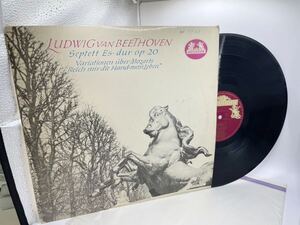 LUDWIG VAN BEETHOVEN
Septett Es-dur op 20
Variationen über Mozarts
"Reich mir die Hand mein Leben"